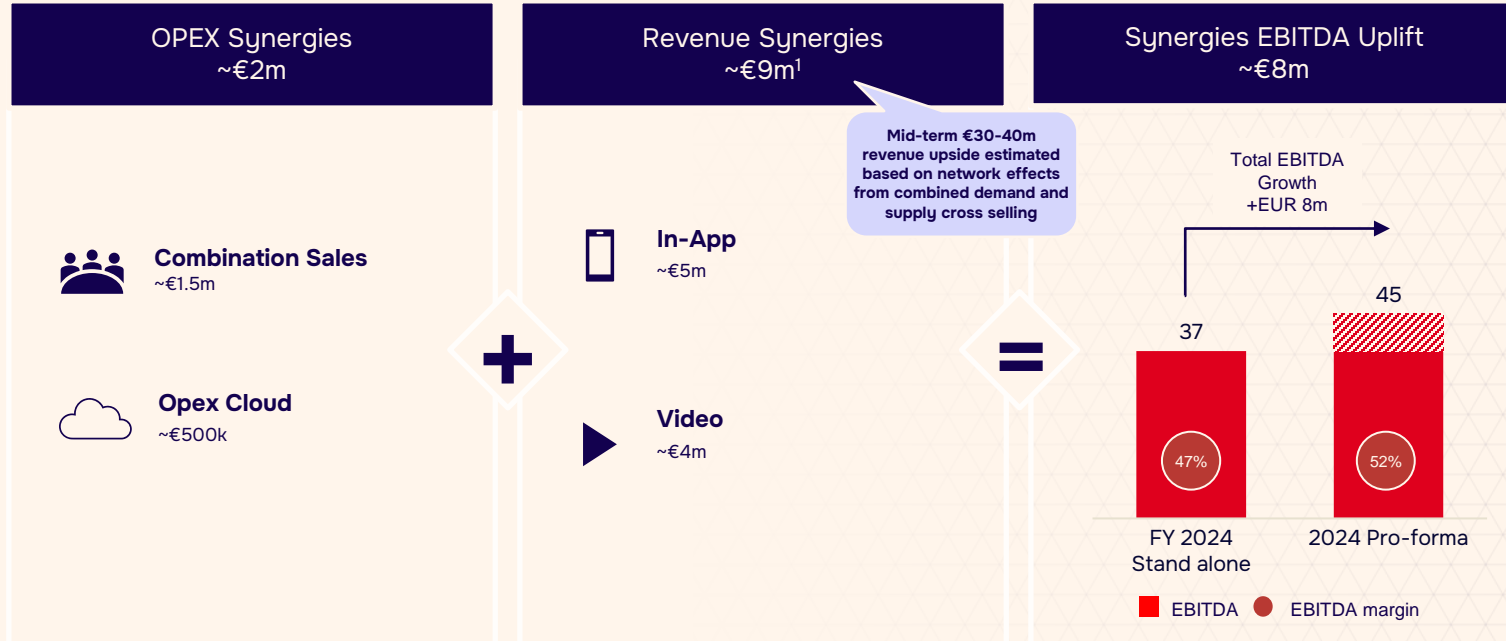 OPEX Synergies
~€2m
Combination Sales
~€1.5m
Opex Cloud
~€500k
+
Revenue Synergies
~€9m¹
Mid-term €30-40m
revenue upside estimated
based on network effects
from combined demand and
supply cross selling
In-App
~€5m
Video
~€4m
=
Synergies EBITDA Uplift
~€8m
Total EBITDA
Growth
+EUR 8m
37
45
47%
52%
FY 2024
Stand alone
2024 Pro-forma
EBITDA
EBITDA margin